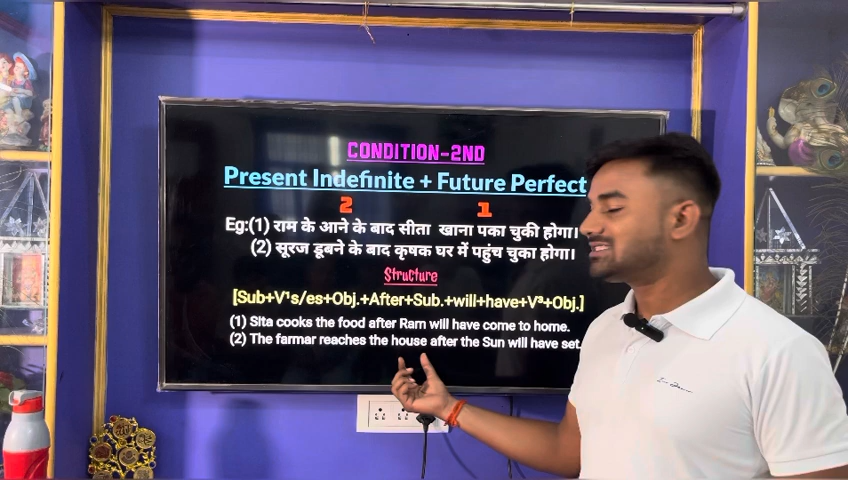 CONDITION-2ND
Present Indefinite + Future Perfect
2 1
Eg:(1) राम के आने के बाद सीता खाना पका चुकी होगा।
(2) सूरज डूबने के बाद कृषक घर में पहुंच चुका होगा।
Structure
[Sub+V¹s/es+Obj.+After+Sub.+will+have+V³+Obj.]
(1) Sita cooks the food after Ram will have come to home.
(2) The farmar reaches the house after the Sun will have set.